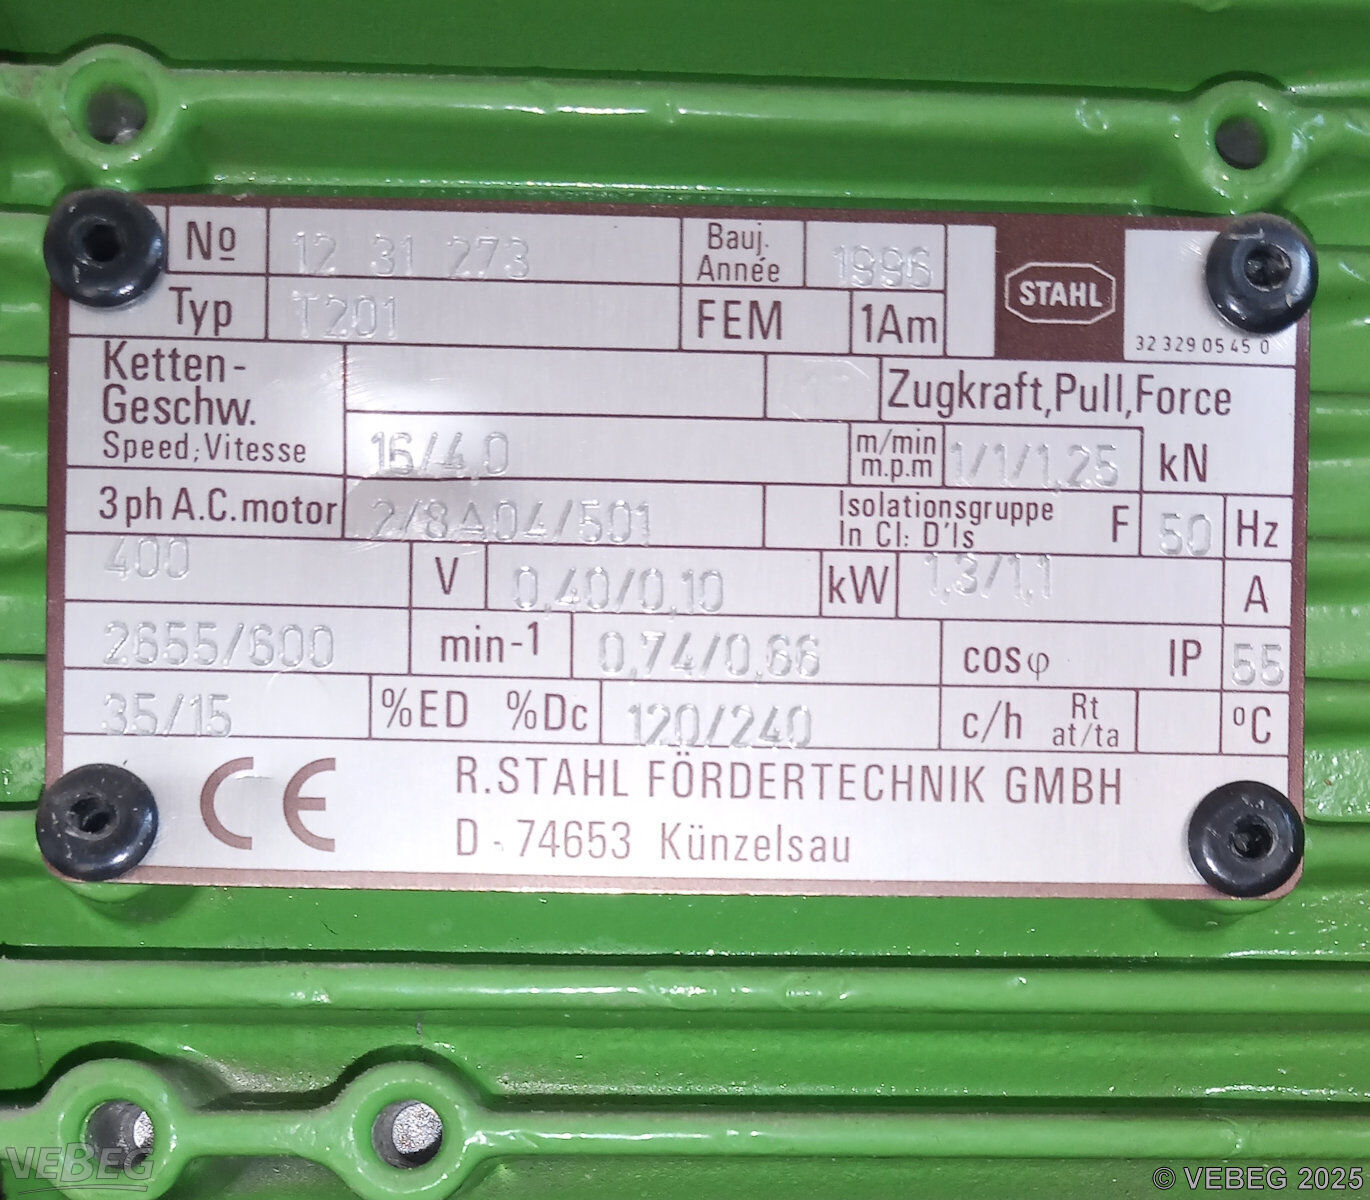 Nº 12 31 273 Bauj. Année 1996
STAHL
Typ T201 FEM 1Am
32 329 05 45 0
Ketten-
Geschw.
Speed; Vitesse 16/4,0 m/min m.p.m
Zugkraft, Pull, Force
1/1/1,25 kN
3 ph A.C. motor 2/8A04/501 Isolationsgruppe In Cl: D'Is F 50 Hz
400 V 0,40/0,10 kW 1,3/1,1 A
2655/600 min-1 0,74/0,66 cosφ IP 55
35/15 %ED %Dc 120/240 c/h Rt at/ta ºC
CE
R.STAHL FÖRDERTECHNIK GMBH
D - 74653 Künzelsau
VEBEG
© VEBEG 2025